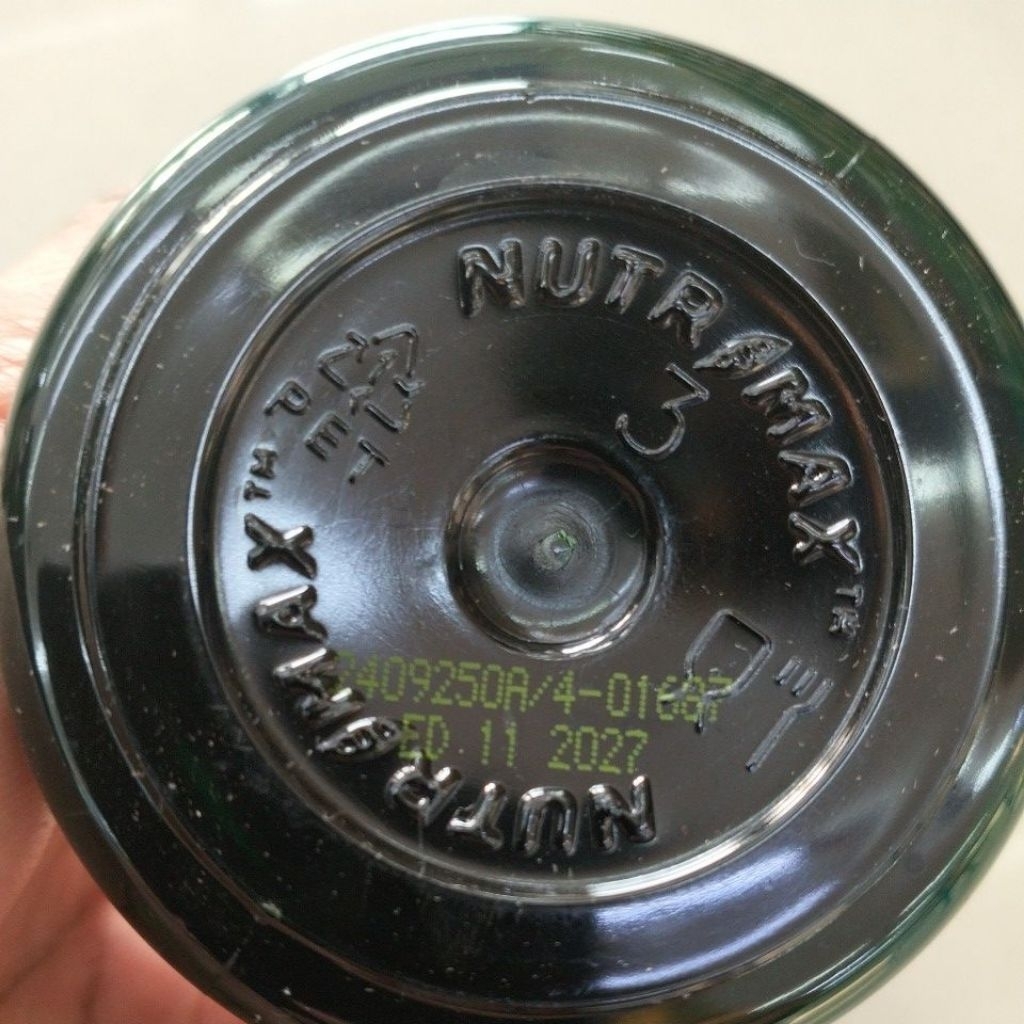 NUTRAMAX™
3
PET
NUTRAMAX™
ED 11 2027